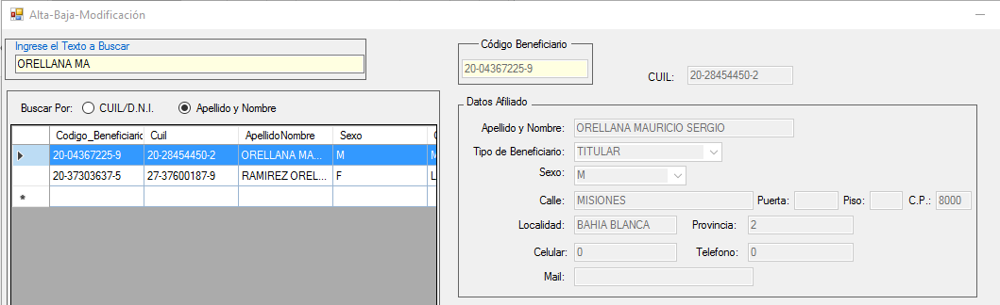 Alta-Baja-Modificación
Ingrese el Texto a Buscar
ORELLANA MA
Buscar Por: CUIL/D.N.I. Apellido y Nombre
Codigo_Beneficiario Cuil ApellidoNombre Sexo
20-04367225-9 20-28454450-2 ORELLANA MA... M M
20-37303637-5 27-37600187-9 RAMIREZ OREL... F L
*
Código Beneficiario
20-04367225-9
CUIL: 20-28454450-2
Datos Afiliado
Apellido y Nombre: ORELLANA MAURICIO SERGIO
Tipo de Beneficiario: TITULAR
Sexo: M
Calle: MISIONES Puerta: Piso: C.P.: 8000
Localidad: BAHIA BLANCA Provincia: 2
Celular: 0 Telefono: 0
Mail: